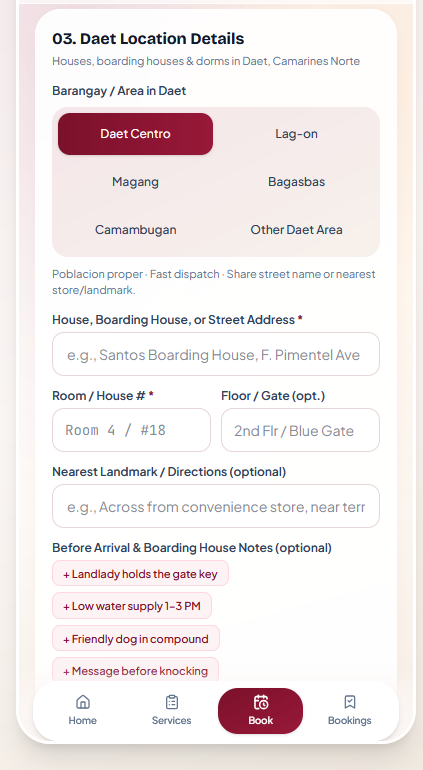 03. Daet Location Details
Houses, boarding houses & dorms in Daet, Camarines Norte
Barangay / Area in Daet
Daet Centro
Lag-on
Magang
Bagasbas
Camambugan
Other Daet Area
Poblacion proper · Fast dispatch · Share street name or nearest
store/landmark.
House, Boarding House, or Street Address *
e.g., Santos Boarding House, F. Pimentel Ave
Room / House # *
Floor / Gate (opt.)
Room 4 / #18
2nd Flr / Blue Gate
Nearest Landmark / Directions (optional)
e.g., Across from convenience store, near terr
Before Arrival & Boarding House Notes (optional)
+ Landlady holds the gate key
+ Low water supply 1–3 PM
+ Friendly dog in compound
+ Message before knocking
Home
Services
Book
Bookings